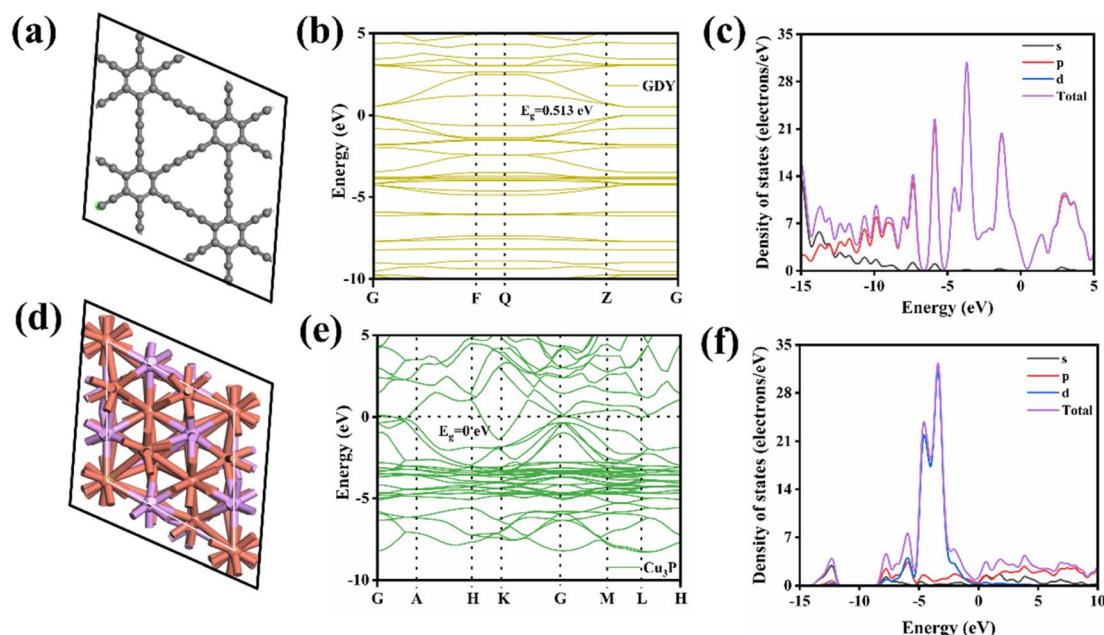 (a)
(b)
5
0
-5
-10
Energy (eV)
GDY
E_g=0.513 eV
G F Q Z G
(c)
35
28
21
14
7
0
Density of states (electrons/eV)
s
p
d
Total
-15 -10 -5 0 5
Energy (eV)
(d)
(e)
5
0
-5
-10
Energy (eV)
E_g=0 eV
Cu₃P
G A H K G M L H
(f)
35
28
21
14
7
0
Density of states (electrons/eV)
s
p
d
Total
-15 -10 -5 0 5 10
Energy (eV)